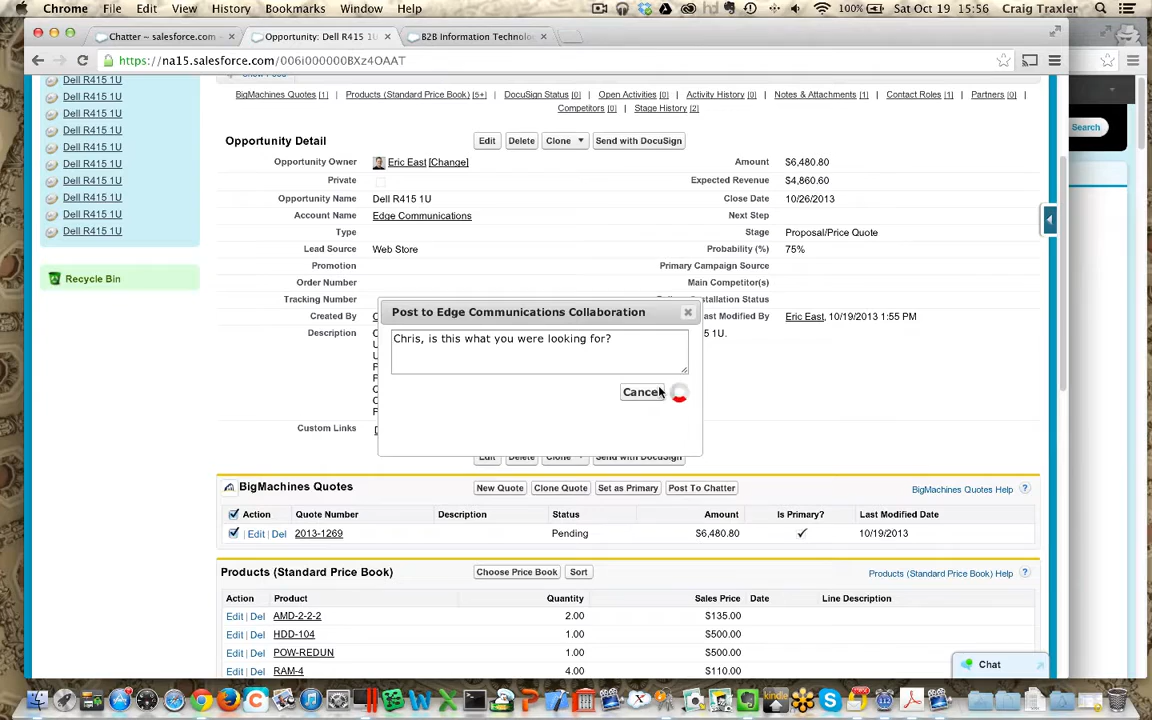 Chrome File Edit View History Bookmarks Window Help 100% Sat Oct 19 15:56 Craig Traxler
Chatter ~ salesforce.com – Opportunity: Dell R415 1U B2B Information Technolo
https://na15.salesforce.com/006i000000BXz4OAAT
Dell R415 1U
Dell R415 1U
Dell R415 1U
Dell R415 1U
Dell R415 1U
Dell R415 1U
Dell R415 1U
Dell R415 1U
Dell R415 1U
Dell R415 1U
Recycle Bin
BigMachines Quotes [1] | Products (Standard Price Book) [5+] | DocuSign Status [0] | Open Activities [0] | Activity History [0] | Notes & Attachments [1] | Contact Roles [1] | Partners [0] |
Competitors [0] | Stage History [2]
Search
Opportunity Detail Edit Delete Clone Send with DocuSign
Opportunity Owner Eric East [Change] Amount $6,480.80
Private Expected Revenue $4,860.60
Opportunity Name Dell R415 1U Close Date 10/26/2013
Account Name Edge Communications Next Step
Type Stage Proposal/Price Quote
Lead Source Web Store Probability (%) 75%
Promotion Primary Campaign Source
Order Number Main Competitor(s)
Tracking Number Installation Status
Created By Last Modified By Eric East, 10/19/2013 1:55 PM
Description 5 1U.
Custom Links
Post to Edge Communications Collaboration
Chris, is this what you were looking for?
Cancel
Edit Delete Clone Send with DocuSign
BigMachines Quotes New Quote Clone Quote Set as Primary Post To Chatter BigMachines Quotes Help
Action Quote Number Description Status Amount Is Primary? Last Modified Date
Edit | Del 2013-1269 Pending $6,480.80 10/19/2013
Products (Standard Price Book) Choose Price Book Sort Products (Standard Price Book) Help
Action Product Quantity Sales Price Date Line Description
Edit | Del AMD-2-2-2 2.00 $135.00
Edit | Del HDD-104 1.00 $500.00
Edit | Del POW-REDUN 1.00 $500.00
Edit | Del RAM-4 4.00 $110.00
Chat